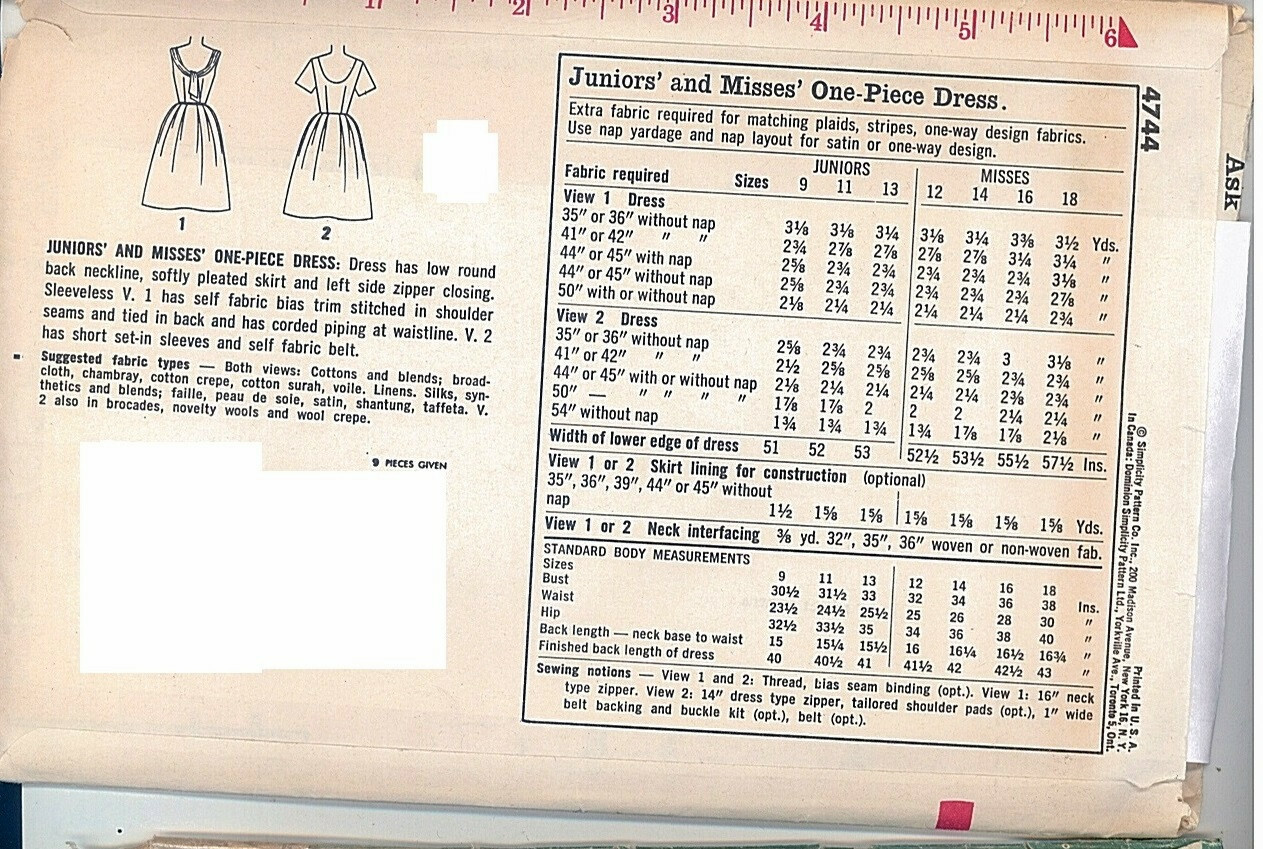 1 2 3 4 5 6
1
2
JUNIORS' AND MISSES' ONE-PIECE DRESS: Dress has low round
back neckline, softly pleated skirt and left side zipper closing.
Sleeveless V. 1 has self fabric bias trim stitched in shoulder
seams and tied in back and has corded piping at waistline. V. 2
has short set-in sleeves and self fabric belt.
Suggested fabric types — Both views: Cottons and blends; broad-
cloth, chambray, cotton crepe, cotton surah, voile. Linens. Silks, syn-
thetics and blends; faille, peau de soie, satin, shantung, taffeta. V.
2 also in brocades, novelty wools and wool crepe.
9 PIECES GIVEN
Juniors' and Misses' One-Piece Dress.
Extra fabric required for matching plaids, stripes, one-way design fabrics.
Use nap yardage and nap layout for satin or one-way design.
JUNIORS MISSES
Fabric required Sizes 9 11 13 12 14 16 18
View 1 Dress
35" or 36" without nap 3⅛ 3⅛ 3¼ 3⅛ 3¼ 3⅜ 3½ Yds.
41" or 42" " " 2¾ 2⅞ 2⅞ 2⅞ 2⅞ 3¼ 3¼ "
44" or 45" with nap 2⅝ 2¾ 2¾ 2¾ 2¾ 2¾ 3⅛ "
44" or 45" without nap 2⅝ 2¾ 2¾ 2¾ 2¾ 2¾ 2⅞ "
50" with or without nap 2⅛ 2¼ 2¼ 2¼ 2¼ 2¼ 2¾ "
View 2 Dress
35" or 36" without nap 2⅝ 2¾ 2¾ 2¾ 2¾ 3 3⅛ "
41" or 42" " " 2½ 2⅝ 2⅝ 2⅝ 2⅝ 2¾ 2¾ "
44" or 45" with or without nap 2⅛ 2¼ 2¼ 2¼ 2¼ 2⅜ 2¾ "
50" — " " " " 1⅞ 1⅞ 2 2 2 2¼ 2¼ "
54" without nap 1¾ 1¾ 1¾ 1¾ 1⅞ 1⅞ 2⅛ "
Width of lower edge of dress 51 52 53 52½ 53½ 55½ 57½ Ins.
View 1 or 2 Skirt lining for construction (optional)
35", 36", 39", 44" or 45" without
nap 1½ 1⅝ 1⅝ 1⅝ 1⅝ 1⅝ 1⅝ Yds.
View 1 or 2 Neck interfacing ⅜ yd. 32", 35", 36" woven or non-woven fab.
STANDARD BODY MEASUREMENTS
Sizes 9 11 13 12 14 16 18
Bust 30½ 31½ 33 32 34 36 38 Ins.
Waist 23½ 24½ 25½ 25 26 28 30 "
Hip 32½ 33½ 35 34 36 38 40 "
Back length — neck base to waist 15 15¼ 15½ 16 16¼ 16½ 16¾ "
Finished back length of dress 40 40½ 41 41½ 42 42½ 43 "
Sewing notions — View 1 and 2: Thread, bias seam binding (opt.). View 1: 16" neck
type zipper. View 2: 14" dress type zipper, tailored shoulder pads (opt.), 1" wide
belt backing and buckle kit (opt.), belt (opt.).
4744
© Simplicity Pattern Co. Inc., 200 Madison Avenue, New York 16, N. Y. Printed in U. S. A.
In Canada: Dominion Simplicity Pattern Ltd., Yorkville Ave., Toronto 5, Ont.
Ask